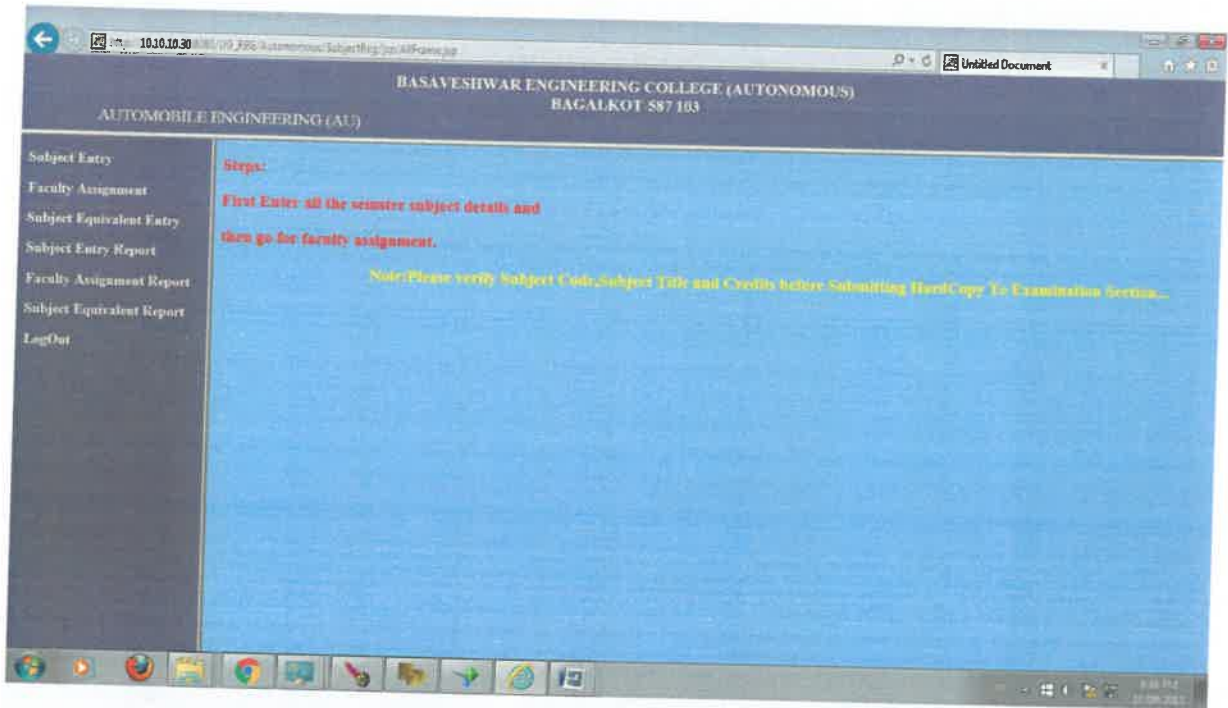 10.10.10.30
Untitled Document
BASAVESHWAR ENGINEERING COLLEGE (AUTONOMOUS)
BAGALKOT 587 103
AUTOMOBILE ENGINEERING (AU)
Subject Entry
Faculty Assignment
Subject Equivalent Entry
Subject Entry Report
Faculty Assignment Report
Subject Equivalent Report
LogOut
Steps:
First Enter all the semster subject details and
then go for faculty assignment.
Note:Please verify Subject Code,Subject Title and Credits before Submitting HardCopy To Examination Section...